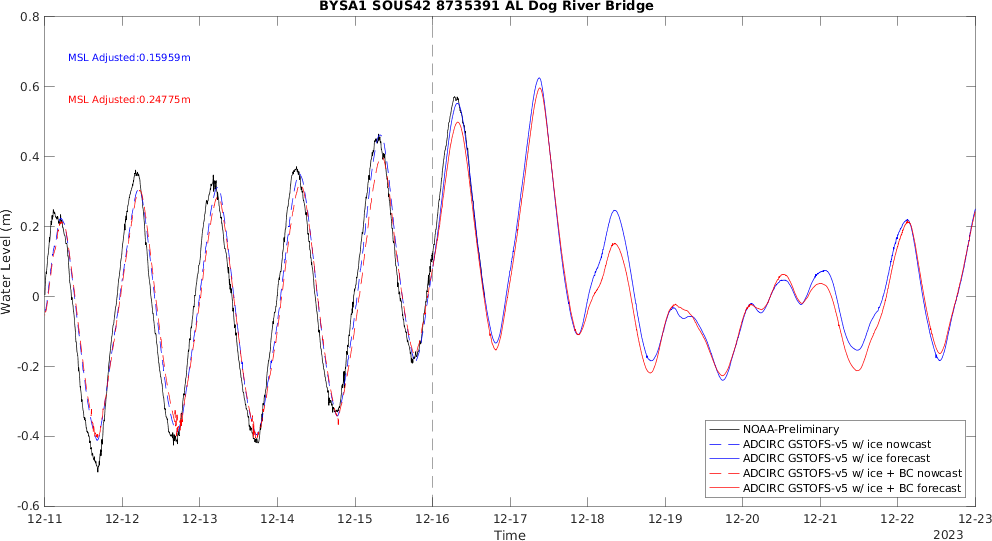 BYSA1 SOUS42 8735391 AL Dog River Bridge
MSL Adjusted:0.15959m
MSL Adjusted:0.24775m
Water Level (m)
0.8
0.6
0.4
0.2
0
-0.2
-0.4
-0.6
NOAA-Preliminary
ADCIRC GSTOFS-v5 w/ ice nowcast
ADCIRC GSTOFS-v5 w/ ice forecast
ADCIRC GSTOFS-v5 w/ ice + BC nowcast
ADCIRC GSTOFS-v5 w/ ice + BC forecast
12-11 12-12 12-13 12-14 12-15 12-16 12-17 12-18 12-19 12-20 12-21 12-22 12-23
Time
2023